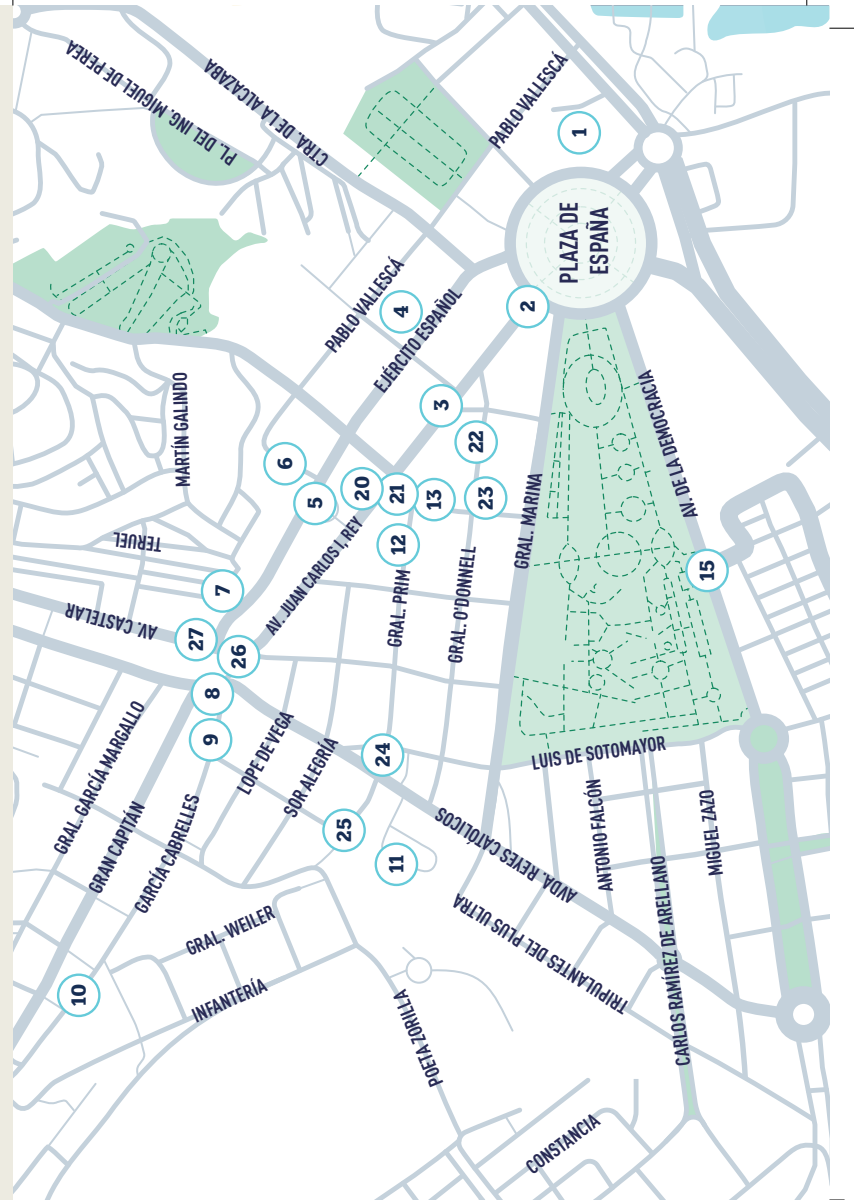 PL. DEL ING. MIGUEL DE PEREA
CTRA. DE LA ALCAZABA
PABLO VALLESCÁ
1
PLAZA DE
ESPAÑA
2
PABLO VALLESCÁ
4
EJÉRCITO ESPAÑOL
3
MARTÍN GALINDO
6
5
20
21
13
22
23
12
GRAL. MARINA
AV. DE LA DEMOCRACIA
15
TERUEL
AV. CASTELAR
7
27
26
AV. JUAN CARLOS I, REY
GRAL. PRIM
GRAL. O'DONNELL
8
9
GRAL. GARCÍA MARGALLO
GRAN CAPITÁN
GARCÍA CABRELLES
LOPE DE VEGA
SOR ALEGRÍA
24
25
11
LUIS DE SOTOMAYOR
ANTONIO FALCÓN
MIGUEL ZAZO
AVDA. REYES CATÓLICOS
TRIPULANTES DEL PLUS ULTRA
CARLOS RAMÍREZ DE ARELLANO
GRAL. WEILER
INFANTERÍA
10
POETA ZORILLA
CONSTANCIA